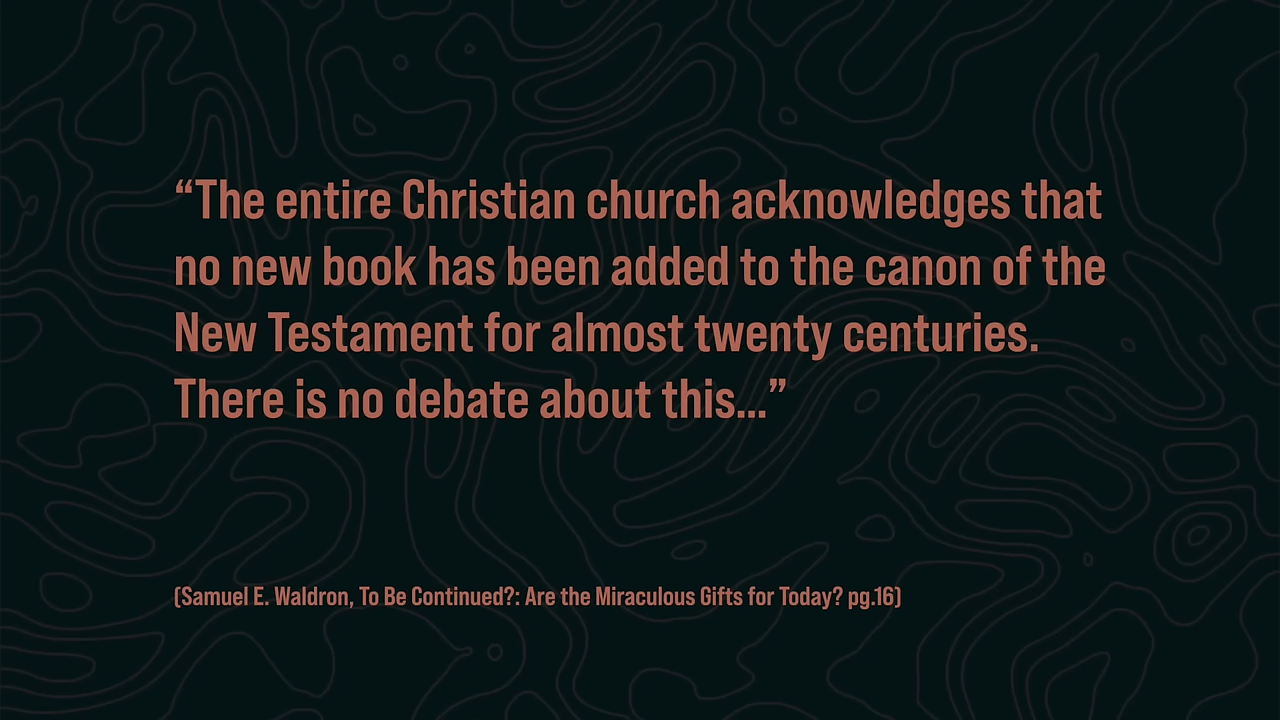 “The entire Christian church acknowledges that
no new book has been added to the canon of the
New Testament for almost twenty centuries.
There is no debate about this...”
(Samuel E. Waldron, To Be Continued?: Are the Miraculous Gifts for Today? pg.16)